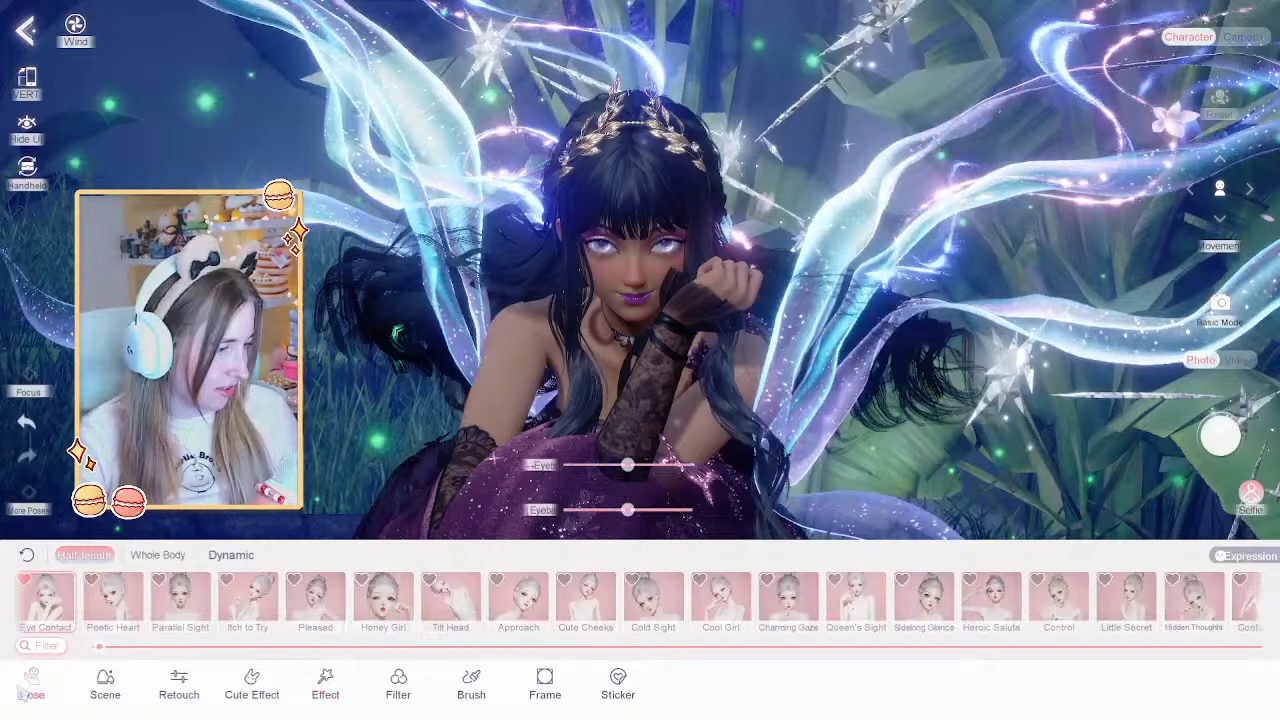 Wind
Character
Camera
VERT.
Reset
Hide U
Handheld
Movement
Basic Mode
Photo
Video
Focus
Eyeb
Eyeba
Selfie
More Poses
Half-length
Whole Body
Dynamic
Expression
Eye Contact
Poetic Heart
Parallel Sight
Itch to Try
Pleased
Honey Girl
Tilt Head
Approach
Cute Cheeks
Cold Sight
Cool Girl
Charming Gaze
Queen's Sight
Sidelong Glance
Heroic Salute
Control
Little Secret
Hidden Thoughts
Filter
Pose
Scene
Retouch
Cute Effect
Effect
Filter
Brush
Frame
Sticker